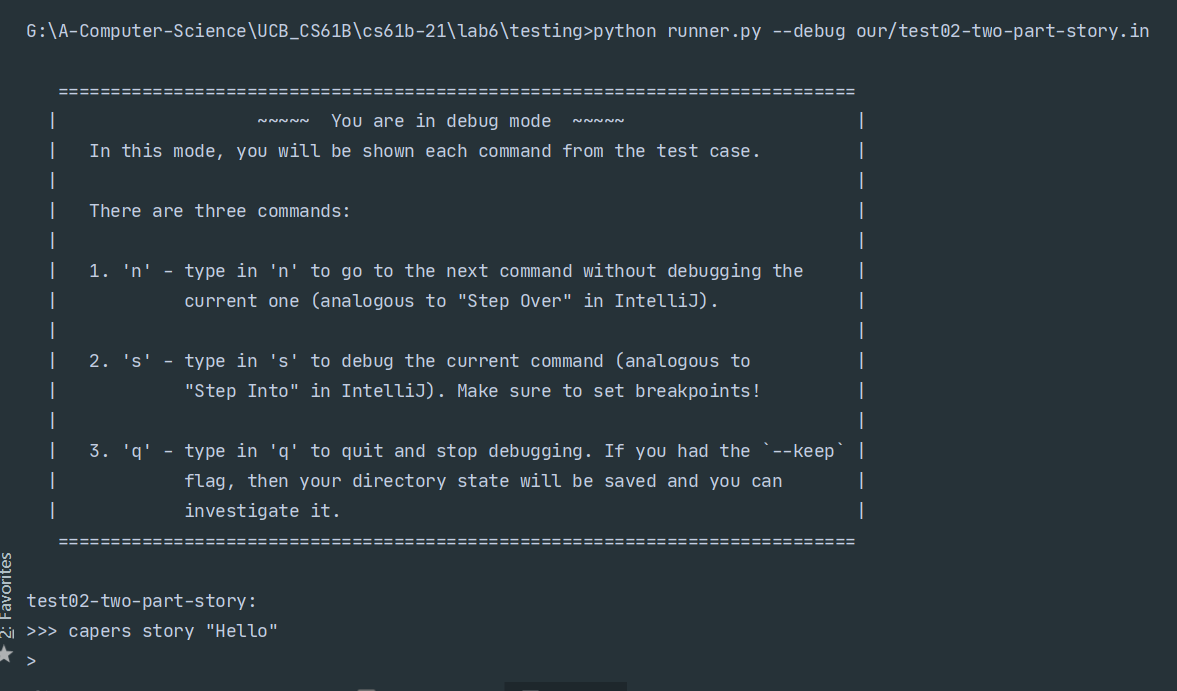 G:\A-Computer-Science\UCB_CS61B\cs61b-21\lab6\testing>python runner.py --debug our/test02-two-part-story.in
============================================================================
| ~~~~~ You are in debug mode ~~~~~ |
| In this mode, you will be shown each command from the test case. |
| |
| There are three commands: |
| |
| 1. 'n' - type in 'n' to go to the next command without debugging the |
| current one (analogous to "Step Over" in IntelliJ). |
| |
| 2. 's' - type in 's' to debug the current command (analogous to |
| "Step Into" in IntelliJ). Make sure to set breakpoints! |
| |
| 3. 'q' - type in 'q' to quit and stop debugging. If you had the `--keep` |
| flag, then your directory state will be saved and you can |
| investigate it. |
============================================================================
test02-two-part-story:
>>> capers story "Hello"
>
2: Favorites